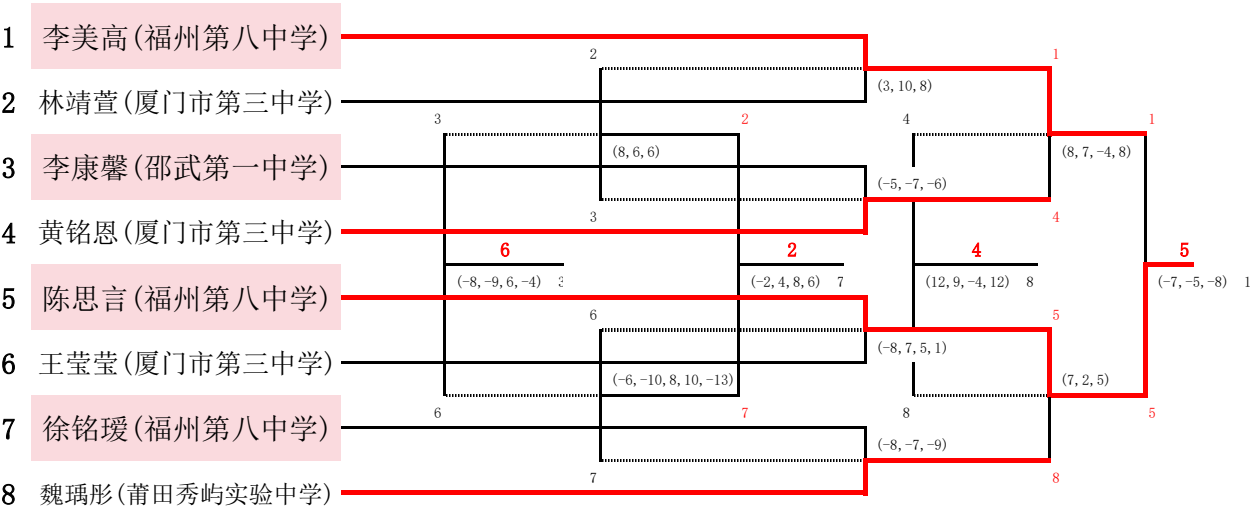 1 李美高(福州第八中学)
2 林靖萱(厦门市第三中学)
3 李康馨(邵武第一中学)
4 黄铭恩(厦门市第三中学)
5 陈思言(福州第八中学)
6 王莹莹(厦门市第三中学)
7 徐铭瑗(福州第八中学)
8 魏瑀彤(莆田秀屿实验中学)
2
1
(3, 10, 8)
3
2
4
1
(8, 6, 6)
(8, 7, -4, 8)
(-5, -7, -6)
3
4
6
2
4
5
(-8, -9, 6, -4) 3
(-2, 4, 8, 6) 7
(12, 9, -4, 12) 8
(-7, -5, -8) 1
6
5
(-8, 7, 5, 1)
(-6, -10, 8, 10, -13)
(7, 2, 5)
6
7
8
5
(-8, -7, -9)
7
8